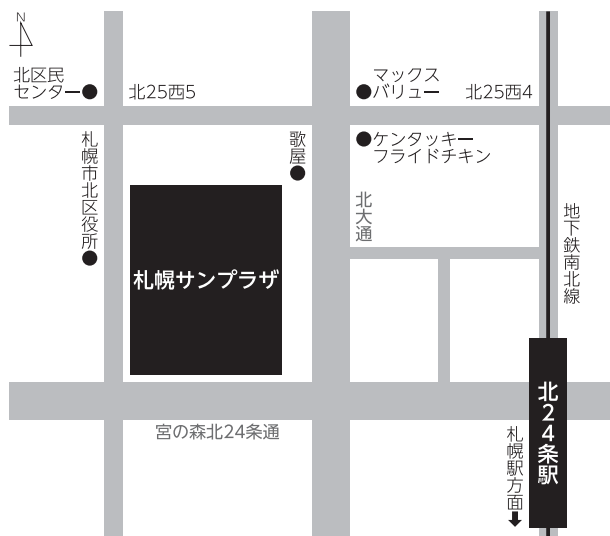 N
北区民
センター
北25西5
マックス
バリュー
北25西4
札幌市北区役所
歌屋
ケンタッキー
フライドチキン
北大通
地下鉄南北線
札幌サンプラザ
宮の森北24条通
北24条駅
札幌駅方面